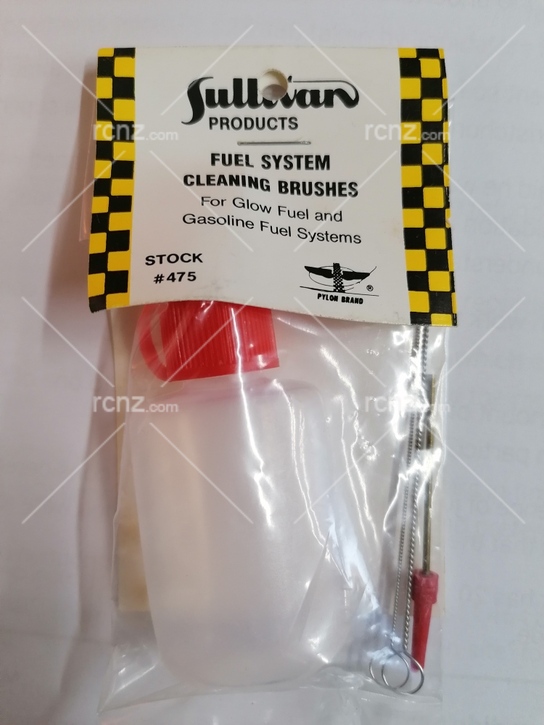 Sullivan
PRODUCTS
FUEL SYSTEM
CLEANING BRUSHES
For Glow Fuel and
Gasoline Fuel Systems
STOCK
#475
®
PYLON BRAND
rcnz.com
rcnz.com
rcnz.com
rcnz.com